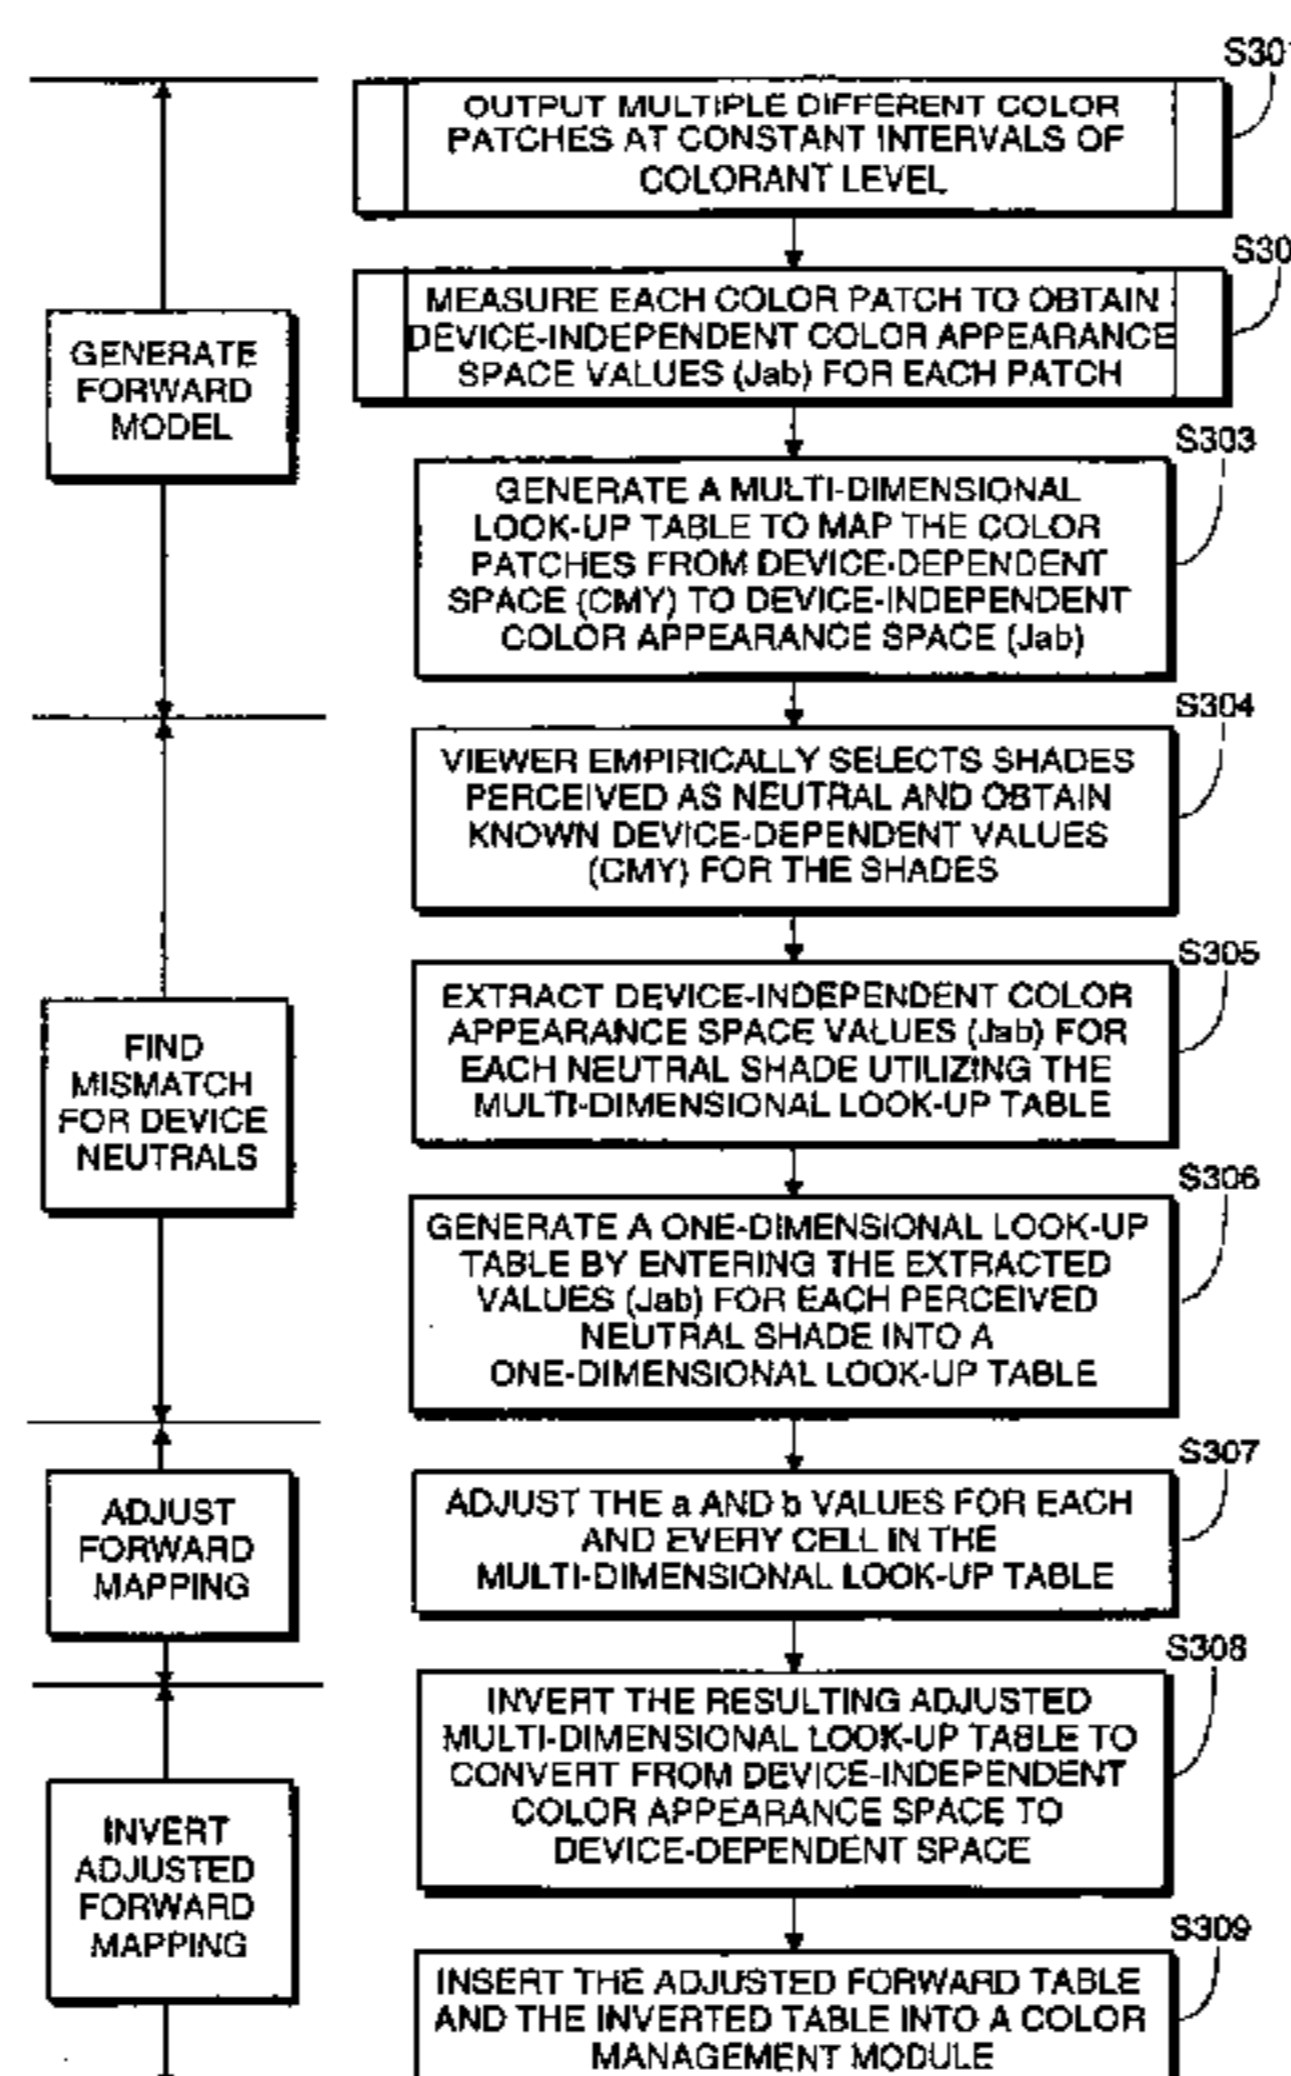 S301
OUTPUT MULTIPLE DIFFERENT COLOR
PATCHES AT CONSTANT INTERVALS OF
COLORANT LEVEL
S30
MEASURE EACH COLOR PATCH TO OBTAIN
DEVICE-INDEPENDENT COLOR APPEARANCE
SPACE VALUES (Jab) FOR EACH PATCH
GENERATE
FORWARD
MODEL
S303
GENERATE A MULTI-DIMENSIONAL
LOOK-UP TABLE TO MAP THE COLOR
PATCHES FROM DEVICE-DEPENDENT
SPACE (CMY) TO DEVICE-INDEPENDENT
COLOR APPEARANCE SPACE (Jab)
S304
VIEWER EMPIRICALLY SELECTS SHADES
PERCEIVED AS NEUTRAL AND OBTAIN
KNOWN DEVICE-DEPENDENT VALUES
(CMY) FOR THE SHADES
S305
EXTRACT DEVICE-INDEPENDENT COLOR
APPEARANCE SPACE VALUES (Jab) FOR
EACH NEUTRAL SHADE UTILIZING THE
MULTI-DIMENSIONAL LOOK-UP TABLE
FIND
MISMATCH
FOR DEVICE
NEUTRALS
S306
GENERATE A ONE-DIMENSIONAL LOOK-UP
TABLE BY ENTERING THE EXTRACTED
VALUES (Jab) FOR EACH PERCEIVED
NEUTRAL SHADE INTO A
ONE-DIMENSIONAL LOOK-UP TABLE
S307
ADJUST THE a AND b VALUES FOR EACH
AND EVERY CELL IN THE
MULTI-DIMENSIONAL LOOK-UP TABLE
ADJUST
FORWARD
MAPPING
S308
INVERT THE RESULTING ADJUSTED
MULTI-DIMENSIONAL LOOK-UP TABLE TO
CONVERT FROM DEVICE-INDEPENDENT
COLOR APPEARANCE SPACE TO
DEVICE-DEPENDENT SPACE
INVERT
ADJUSTED
FORWARD
MAPPING
S309
INSERT THE ADJUSTED FORWARD TABLE
AND THE INVERTED TABLE INTO A COLOR
MANAGEMENT MODULE